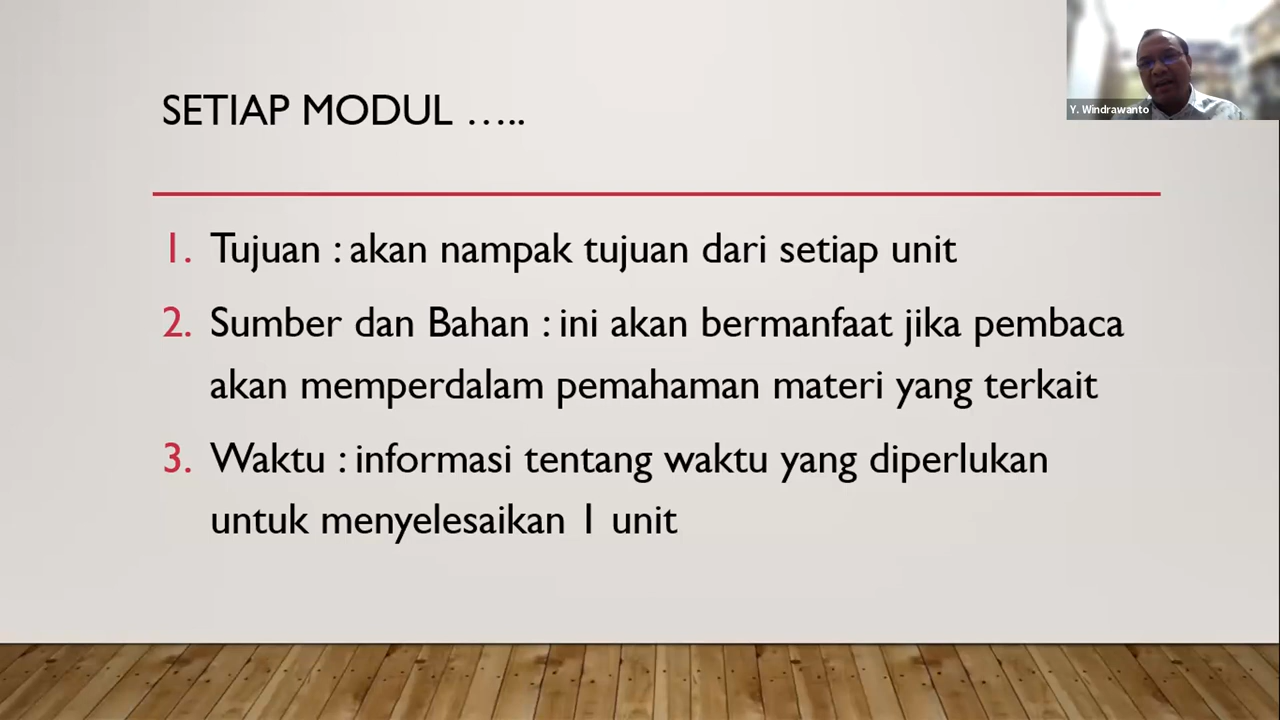 SETIAP MODUL …..
Y. Windrawanto
1. Tujuan : akan nampak tujuan dari setiap unit
2. Sumber dan Bahan : ini akan bermanfaat jika pembaca
akan memperdalam pemahaman materi yang terkait
3. Waktu : informasi tentang waktu yang diperlukan
untuk menyelesaikan 1 unit